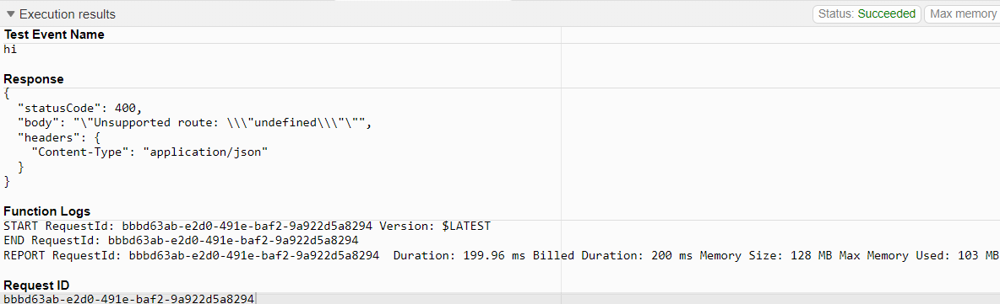 Execution results
Status: Succeeded
Max memory
Test Event Name
hi
Response
{
  "statusCode": 400,
  "body": "\"Unsupported route: \\\"undefined\\\"\"",
  "headers": {
    "Content-Type": "application/json"
  }
}
Function Logs
START RequestId: bbbd63ab-e2d0-491e-baf2-9a922d5a8294 Version: $LATEST
END RequestId: bbbd63ab-e2d0-491e-baf2-9a922d5a8294
REPORT RequestId: bbbd63ab-e2d0-491e-baf2-9a922d5a8294  Duration: 199.96 ms Billed Duration: 200 ms Memory Size: 128 MB Max Memory Used: 103 MB
Request ID
bbbd63ab-e2d0-491e-baf2-9a922d5a8294